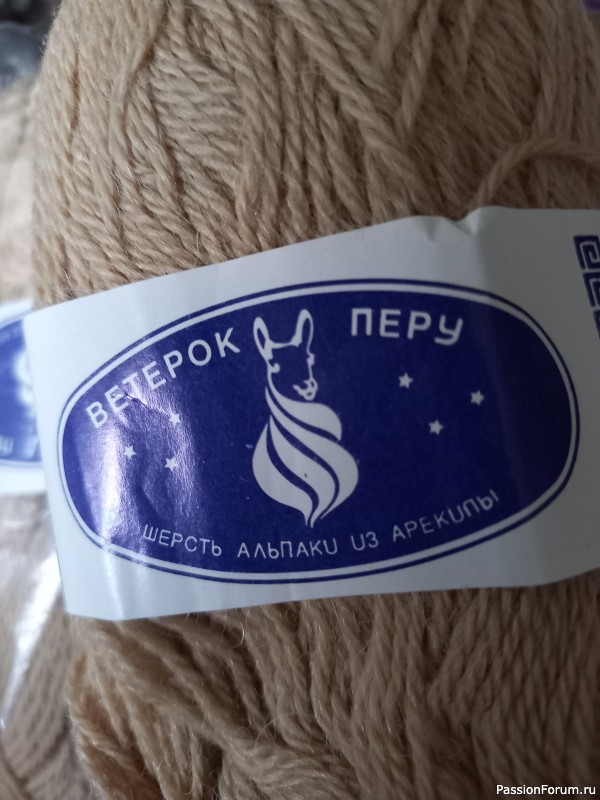 ВЕТЕРОК ПЕРУ
ШЕРСТЬ АЛЬПАКИ ИЗ АРЕКИПЫ
PassionForum.ru